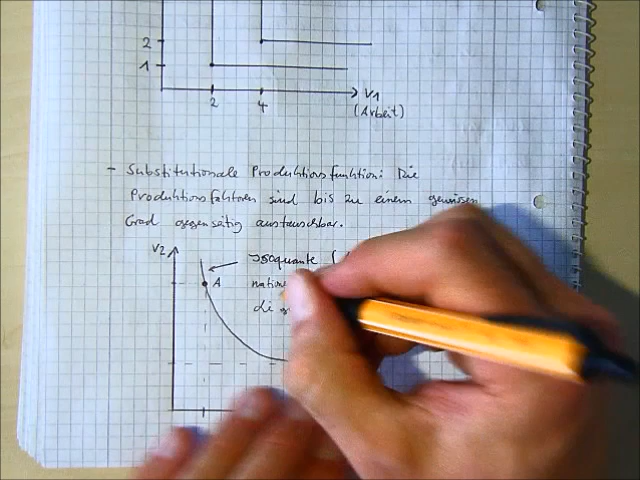 2
1
2 4 V1
(Arbeit)
- Substitutionale Produktionsfunktion: Die
Produktionsfaktoren sind bis zu einem gewissen
Grad gegenseitig austauschbar.
V2
Isoquante (
A
die